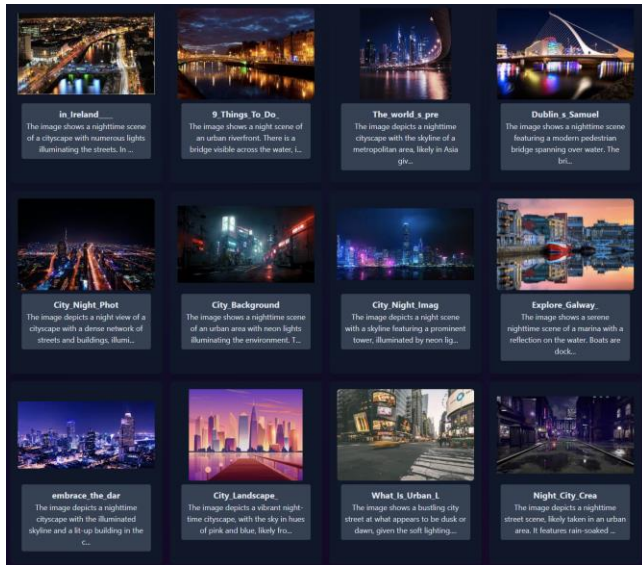 in_Ireland___
The image shows a nighttime scene
of a cityscape with numerous lights
illuminating the streets. In ...
9_Things_To_Do_
The image shows a night scene of
an urban riverfront. There is a
bridge visible across the water, i...
The_world_s_pre
The image depicts a nighttime
cityscape with the skyline of a
metropolitan area, likely in Asia
giv...
Dublin_s_Samuel
The image shows a nighttime scene
featuring a modern pedestrian
bridge spanning over water. The
bri...
City_Night_Phot
The image depicts a night view of a
cityscape with a dense network of
streets and buildings, illumi...
City_Background
The image shows a nighttime scene
of an urban area with neon lights
illuminating the environment. T...
City_Night_Imag
The image depicts a night scene
with a skyline featuring a prominent
tower, illuminated by neon lig...
Explore_Galway_
The image shows a serene
nighttime scene of a marina with a
reflection on the water. Boats are
dock...
embrace_the_dar
The image depicts a nighttime
cityscape with the illuminated
skyline and a lit-up building in the
c...
City_Landscape_
The image depicts a vibrant night-
time cityscape, with the sky in hues
of pink and blue, likely fro...
What_Is_Urban_L
The image shows a bustling city
street at what appears to be dusk or
dawn, given the soft lighting....
Night_City_Crea
The image depicts a nighttime
street scene, likely taken in an urban
area. It features rain-soaked ...